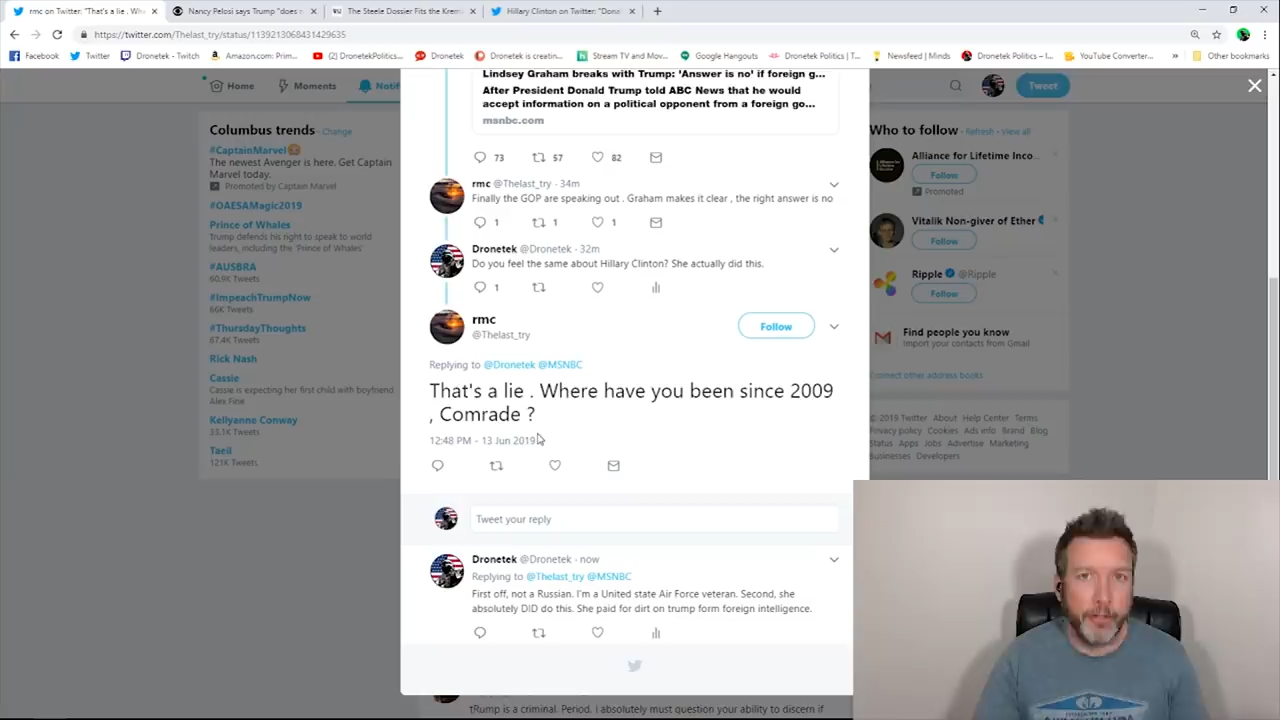 rmc on Twitter: "That's a lie . Wh
Nancy Pelosi says Trump "does n
The Steele Dossier Fits the Krem
Hillary Clinton on Twitter: "Dona
https://twitter.com/Thelast_try/status/1139213068431429635
Facebook
Twitter
Dronetek - Twitch
Amazon.com: Prim...
DronetekPolitics...
Dronetek
Dronetek is creatin...
Stream TV and Mov...
Google Hangouts
Dronetek Politics | T...
Newsfeed | Minds
Dronetek Politics – I...
YouTube Converter...
Other bookmarks
Home
Moments
Notif
Tweet
Columbus trends · Change
#CaptainMarvel
The newest Avenger is here. Get Captain
Marvel today.
Promoted by Captain Marvel
#OAESAMagic2019
Prince of Whales
Trump defends his right to speak to world
leaders, including the 'Prince of Whales'
#AUSBRA
60.9K Tweets
#ImpeachTrumpNow
66K Tweets
#ThursdayThoughts
67.4K Tweets
Rick Nash
Cassie
Cassie is expecting her first child with boyfriend
Alex Fine
Kellyanne Conway
33.1K Tweets
Taeil
121K Tweets
Lindsey Graham breaks with Trump: 'Answer is no' if foreign g...
After President Donald Trump told ABC News that he would
accept information on a political opponent from a foreign go...
msnbc.com
73 57 82
rmc @Thelast_try · 34m
Finally the GOP are speaking out . Graham makes it clear , the right answer is no
1 1 1
Dronetek @Dronetek · 32m
Do you feel the same about Hillary Clinton? She actually did this.
1
rmc
@Thelast_try
Follow
Replying to @Dronetek @MSNBC
That's a lie . Where have you been since 2009
, Comrade ?
12:48 PM - 13 Jun 2019
Tweet your reply
Dronetek @Dronetek · now
Replying to @Thelast_try @MSNBC
First off, not a Russian. I'm a United state Air Force veteran. Second, she
absolutely DID do this. She paid for dirt on trump form foreign intelligence.
tRump is a criminal. Period. I absolutely must question your ability to discern if
Who to follow · Refresh · View all
Alliance for Lifetime Inco...
Follow
Promoted
Vitalik Non-giver of Ether
Follow
Ripple @Ripple
Follow
Find people you know
Import your contacts from Gmail
Connect other address books
© 2019 Twitter About Help Center Terms
Privacy policy Cookies Ads info Brand Blog
Status Apps Jobs Advertise Marketing
Businesses Developers